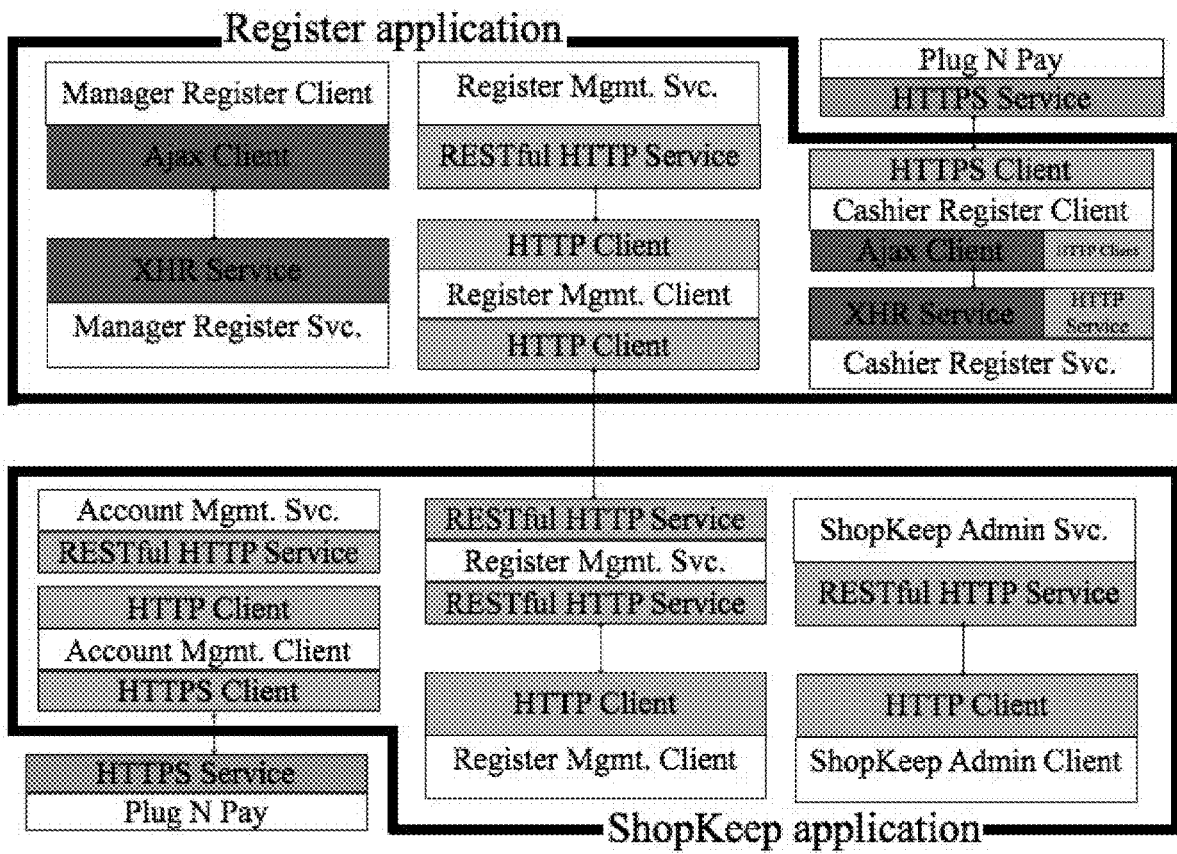 Register application
Manager Register Client
Ajax Client
XHR Service
Manager Register Svc.
Register Mgmt. Svc.
RESTful HTTP Service
HTTP Client
Register Mgmt. Client
HTTP Client
Plug N Pay
HTTPS Service
HTTPS Client
Cashier Register Client
Ajax Client
HTTP Client
XHR Service
HTTP
Service
Cashier Register Svc.
Account Mgmt. Svc.
RESTful HTTP Service
HTTP Client
Account Mgmt. Client
HTTPS Client
HTTPS Service
Plug N Pay
RESTful HTTP Service
Register Mgmt. Svc.
RESTful HTTP Service
HTTP Client
Register Mgmt. Client
ShopKeep Admin Svc.
RESTful HTTP Service
HTTP Client
ShopKeep Admin Client
ShopKeep application